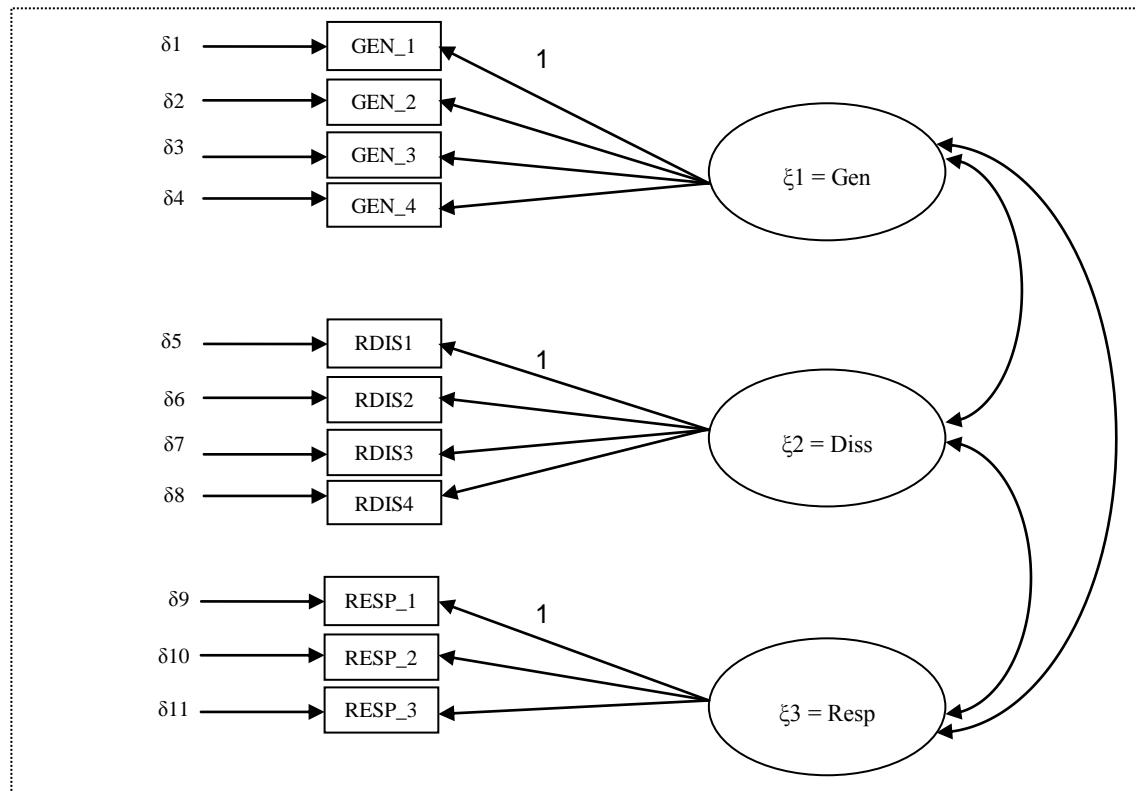 δ1 GEN_1 1
δ2 GEN_2
δ3 GEN_3 ξ1 = Gen
δ4 GEN_4
δ5 RDIS1 1
δ6 RDIS2
δ7 RDIS3 ξ2 = Diss
δ8 RDIS4
δ9 RESP_1 1
δ10 RESP_2
δ11 RESP_3 ξ3 = Resp